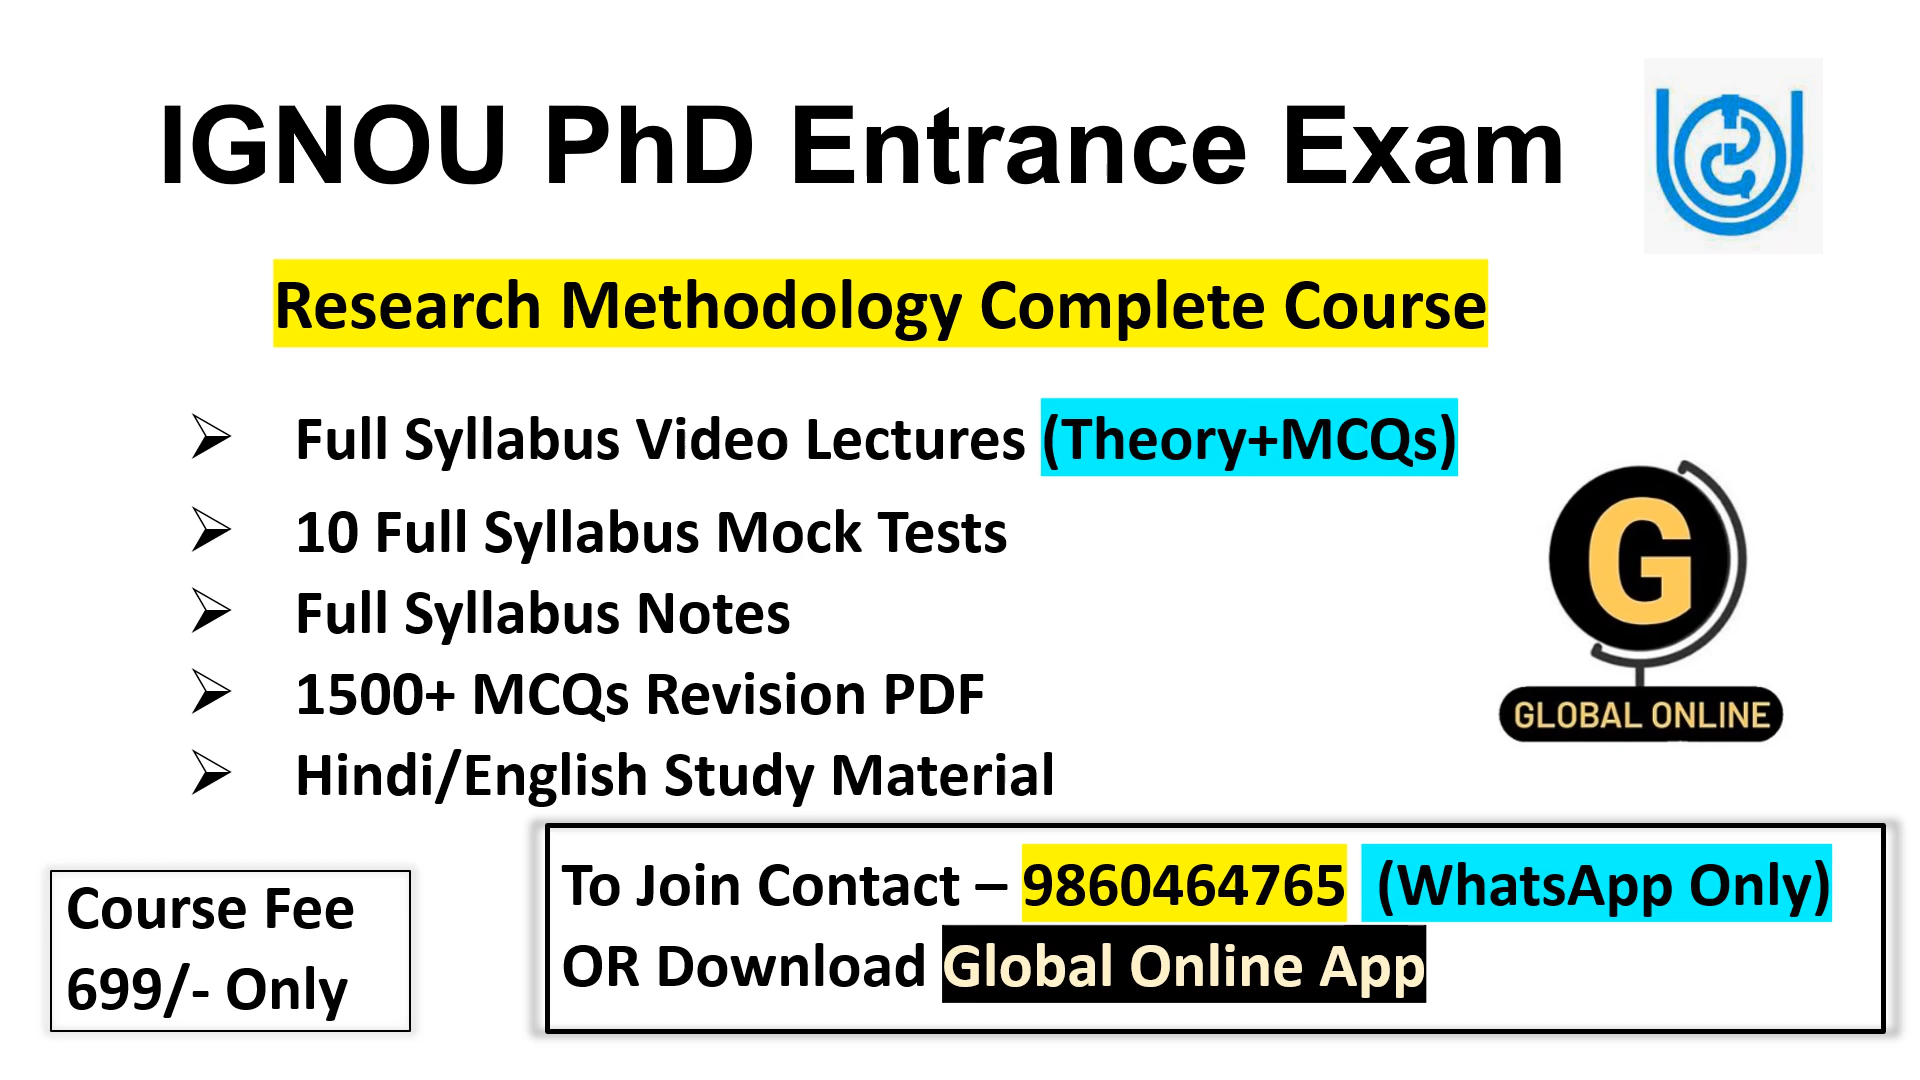 IGNOU PhD Entrance Exam
Research Methodology Complete Course
➢ Full Syllabus Video Lectures (Theory+MCQs)
➢ 10 Full Syllabus Mock Tests
➢ Full Syllabus Notes
➢ 1500+ MCQs Revision PDF
➢ Hindi/English Study Material
G
GLOBAL ONLINE
Course Fee
699/- Only
To Join Contact – 9860464765 (WhatsApp Only)
OR Download Global Online App